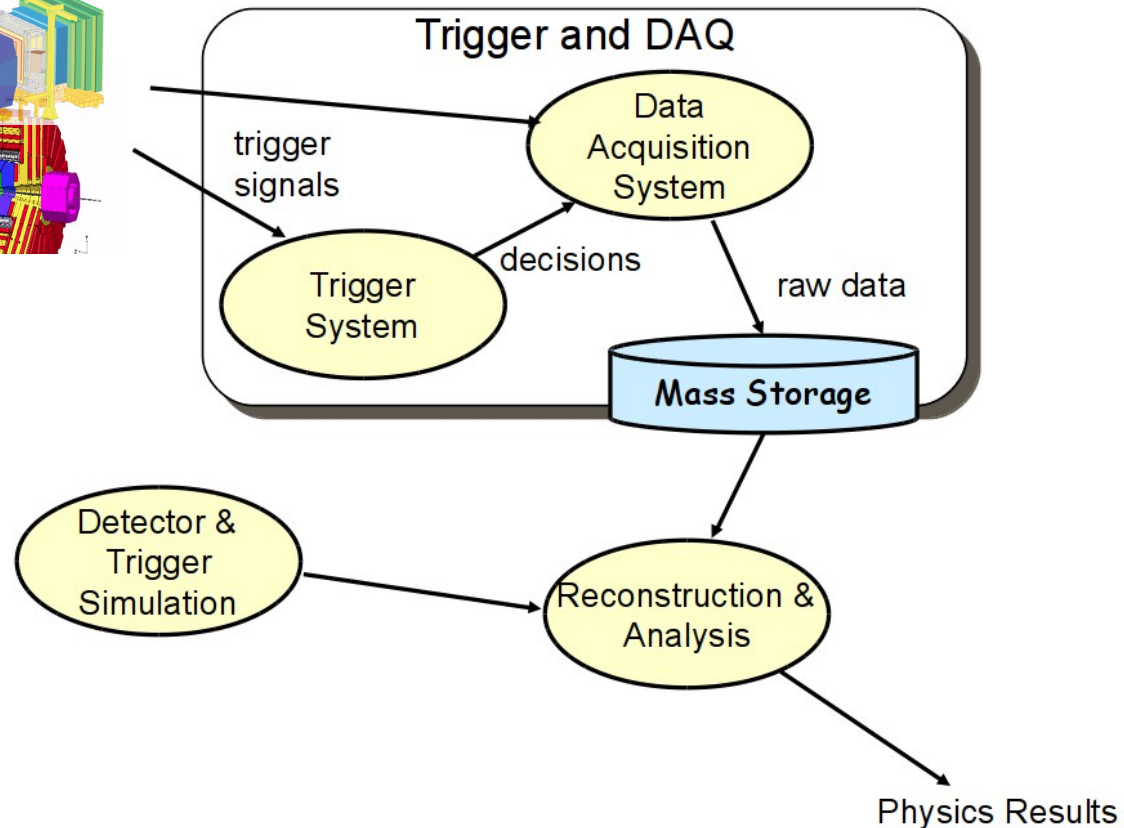 Trigger and DAQ
Data
Acquisition
System
trigger
signals
decisions
Trigger
System
raw data
Mass Storage
Detector &
Trigger
Simulation
Reconstruction &
Analysis
Physics Results